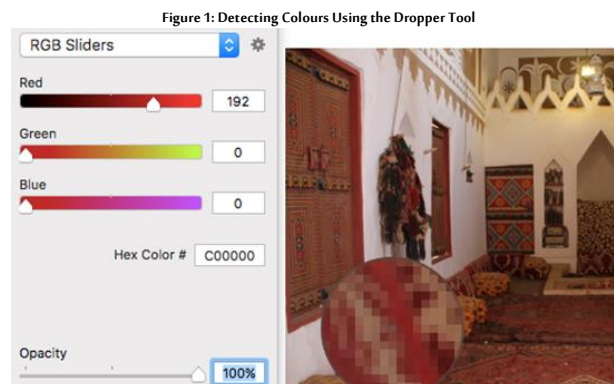 Figure 1: Detecting Colours Using the Dropper Tool
RGB Sliders
Red
192
Green
0
Blue
0
Hex Color # C00000
Opacity
100%